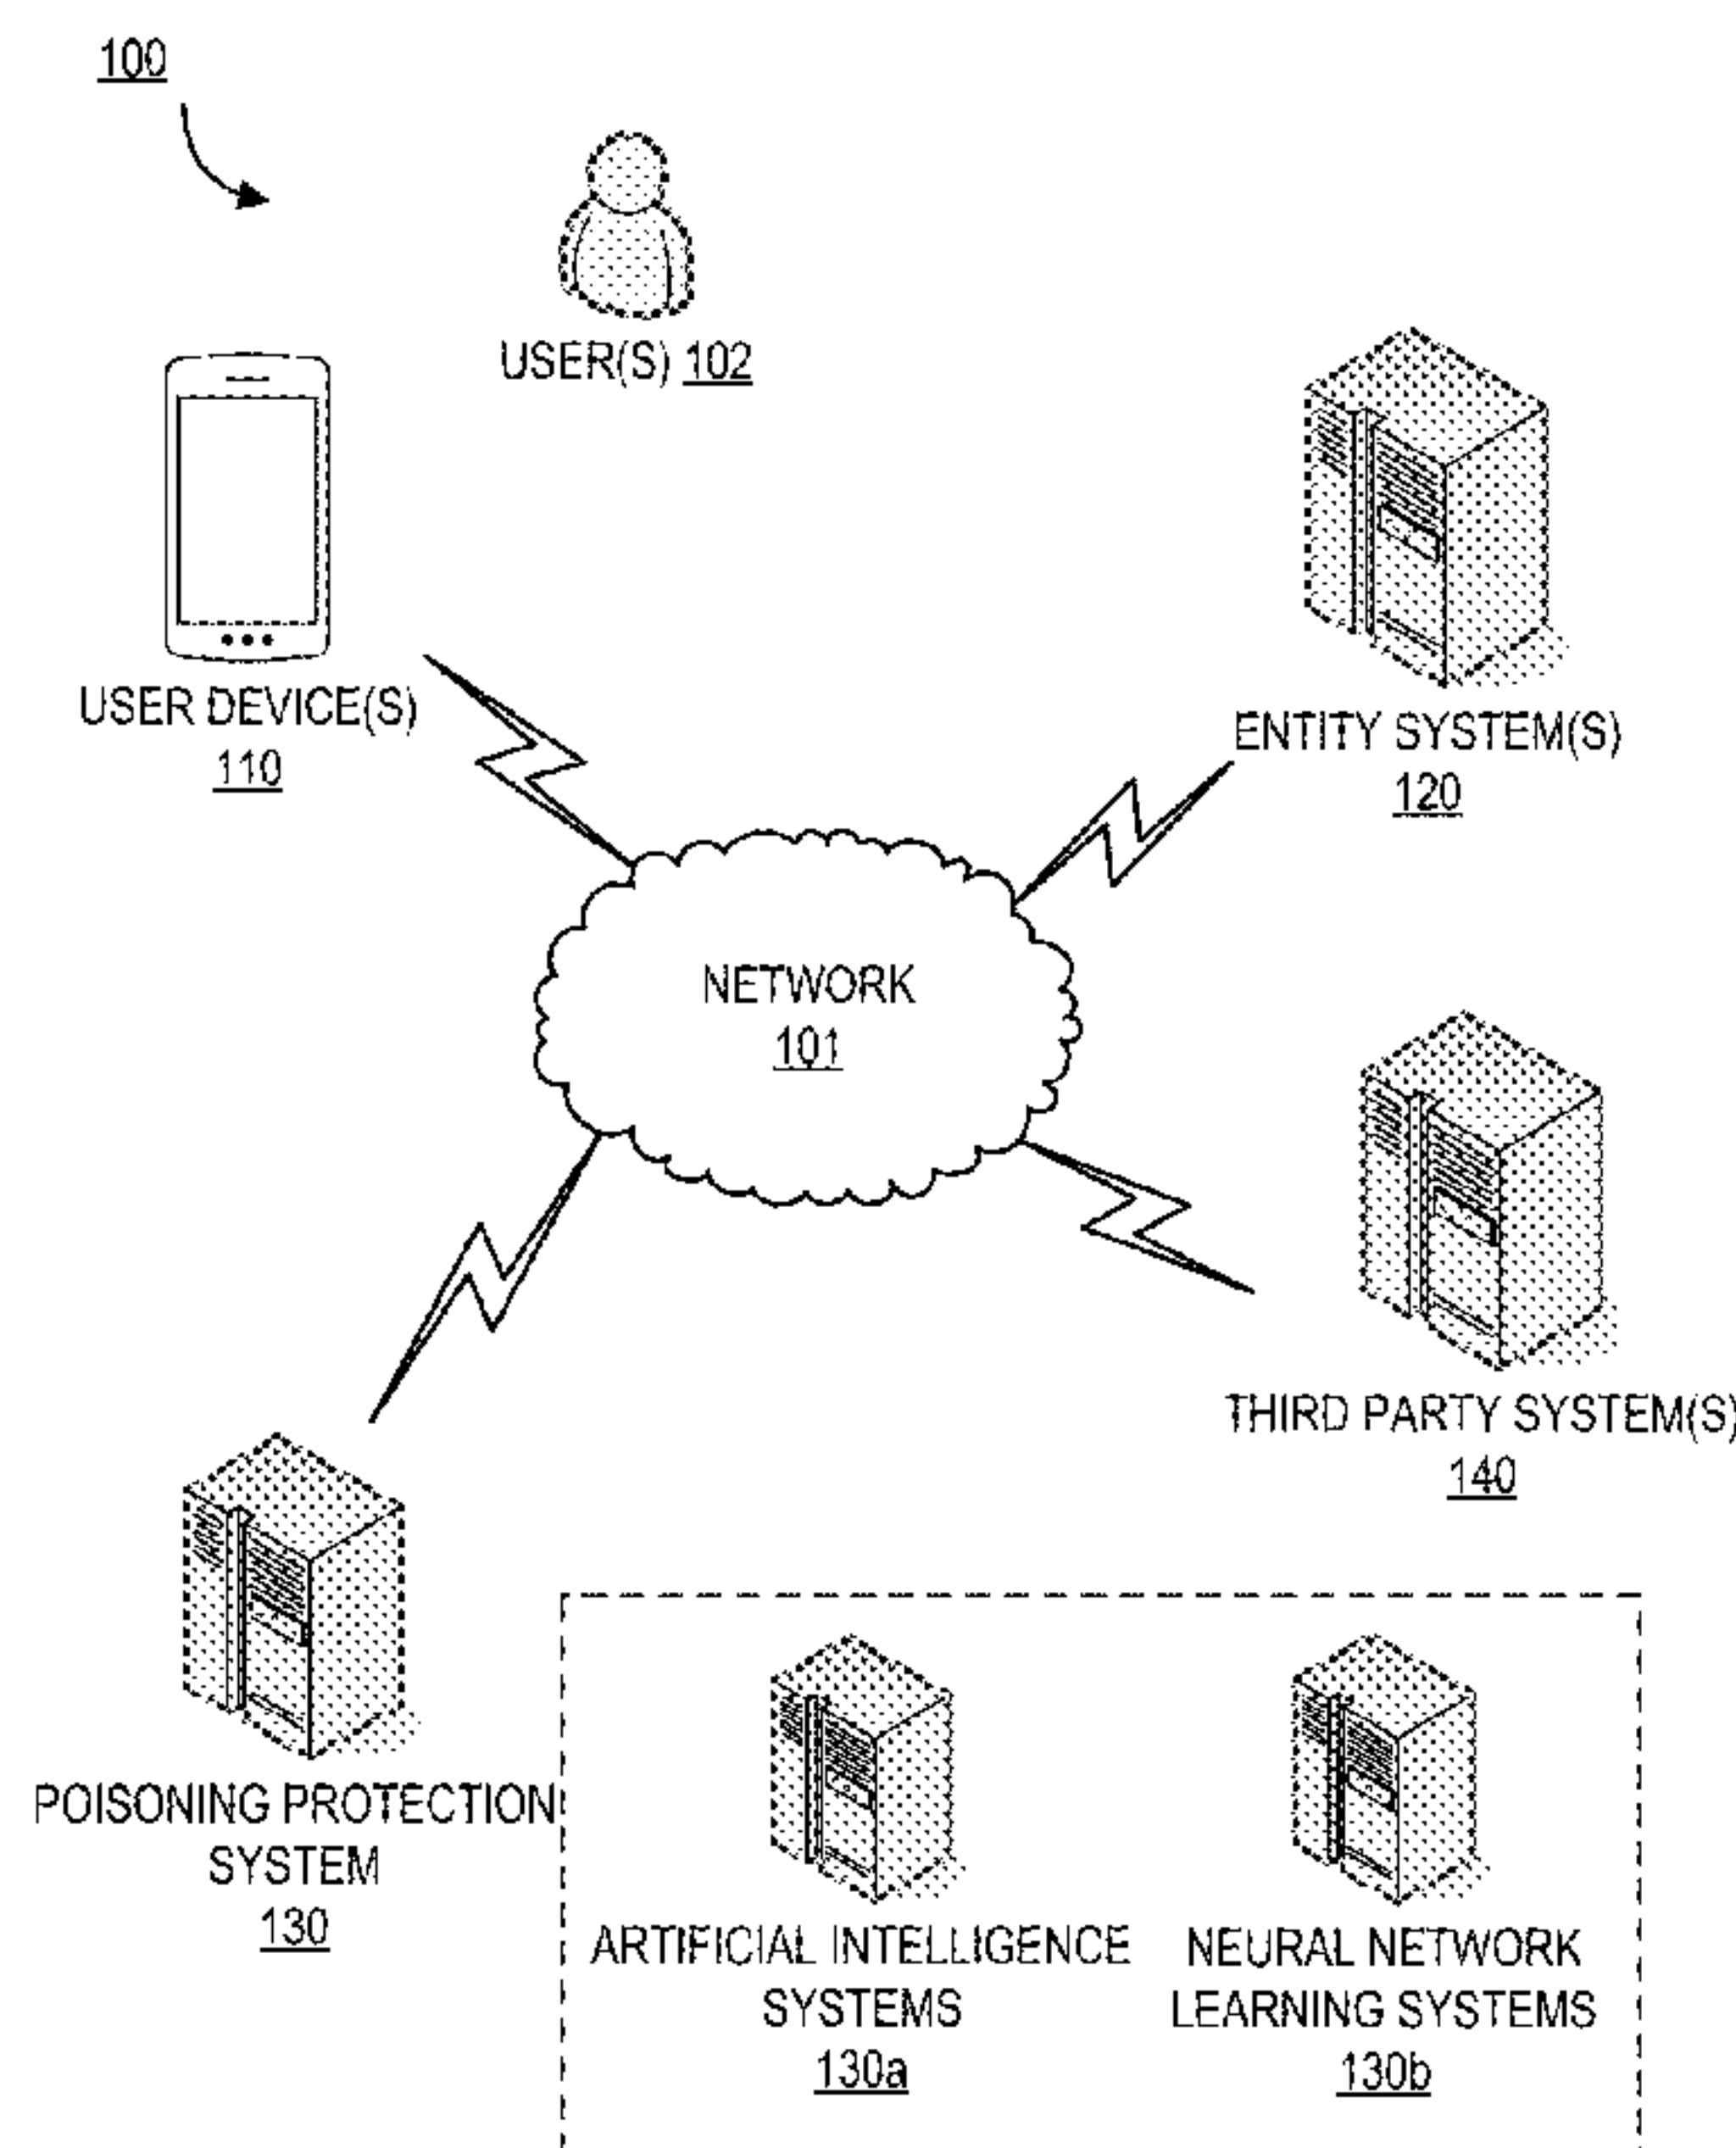 100
USER(S) 102
USER DEVICE(S)
110
ENTITY SYSTEM(S)
120
NETWORK
101
THIRD PARTY SYSTEM(S)
140
POISONING PROTECTION
SYSTEM
130
ARTIFICIAL INTELLIGENCE
SYSTEMS
130a
NEURAL NETWORK
LEARNING SYSTEMS
130b